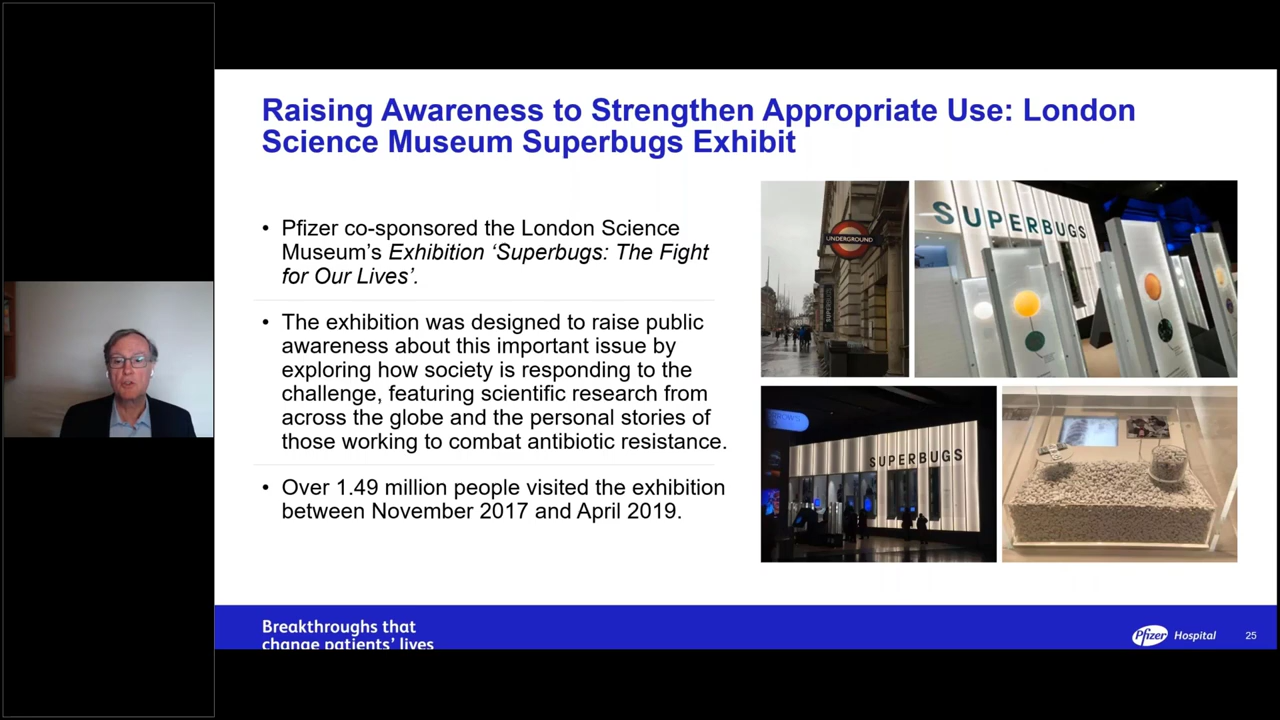 Raising Awareness to Strengthen Appropriate Use: London
Science Museum Superbugs Exhibit
• Pfizer co-sponsored the London Science
Museum’s Exhibition ‘Superbugs: The Fight
for Our Lives’.
• The exhibition was designed to raise public
awareness about this important issue by
exploring how society is responding to the
challenge, featuring scientific research from
across the globe and the personal stories of
those working to combat antibiotic resistance.
• Over 1.49 million people visited the exhibition
between November 2017 and April 2019.
UNDERGROUND
SUPERBUGS
SUPERBUGS
Breakthroughs that
change patients’ lives
Pfizer Hospital
25